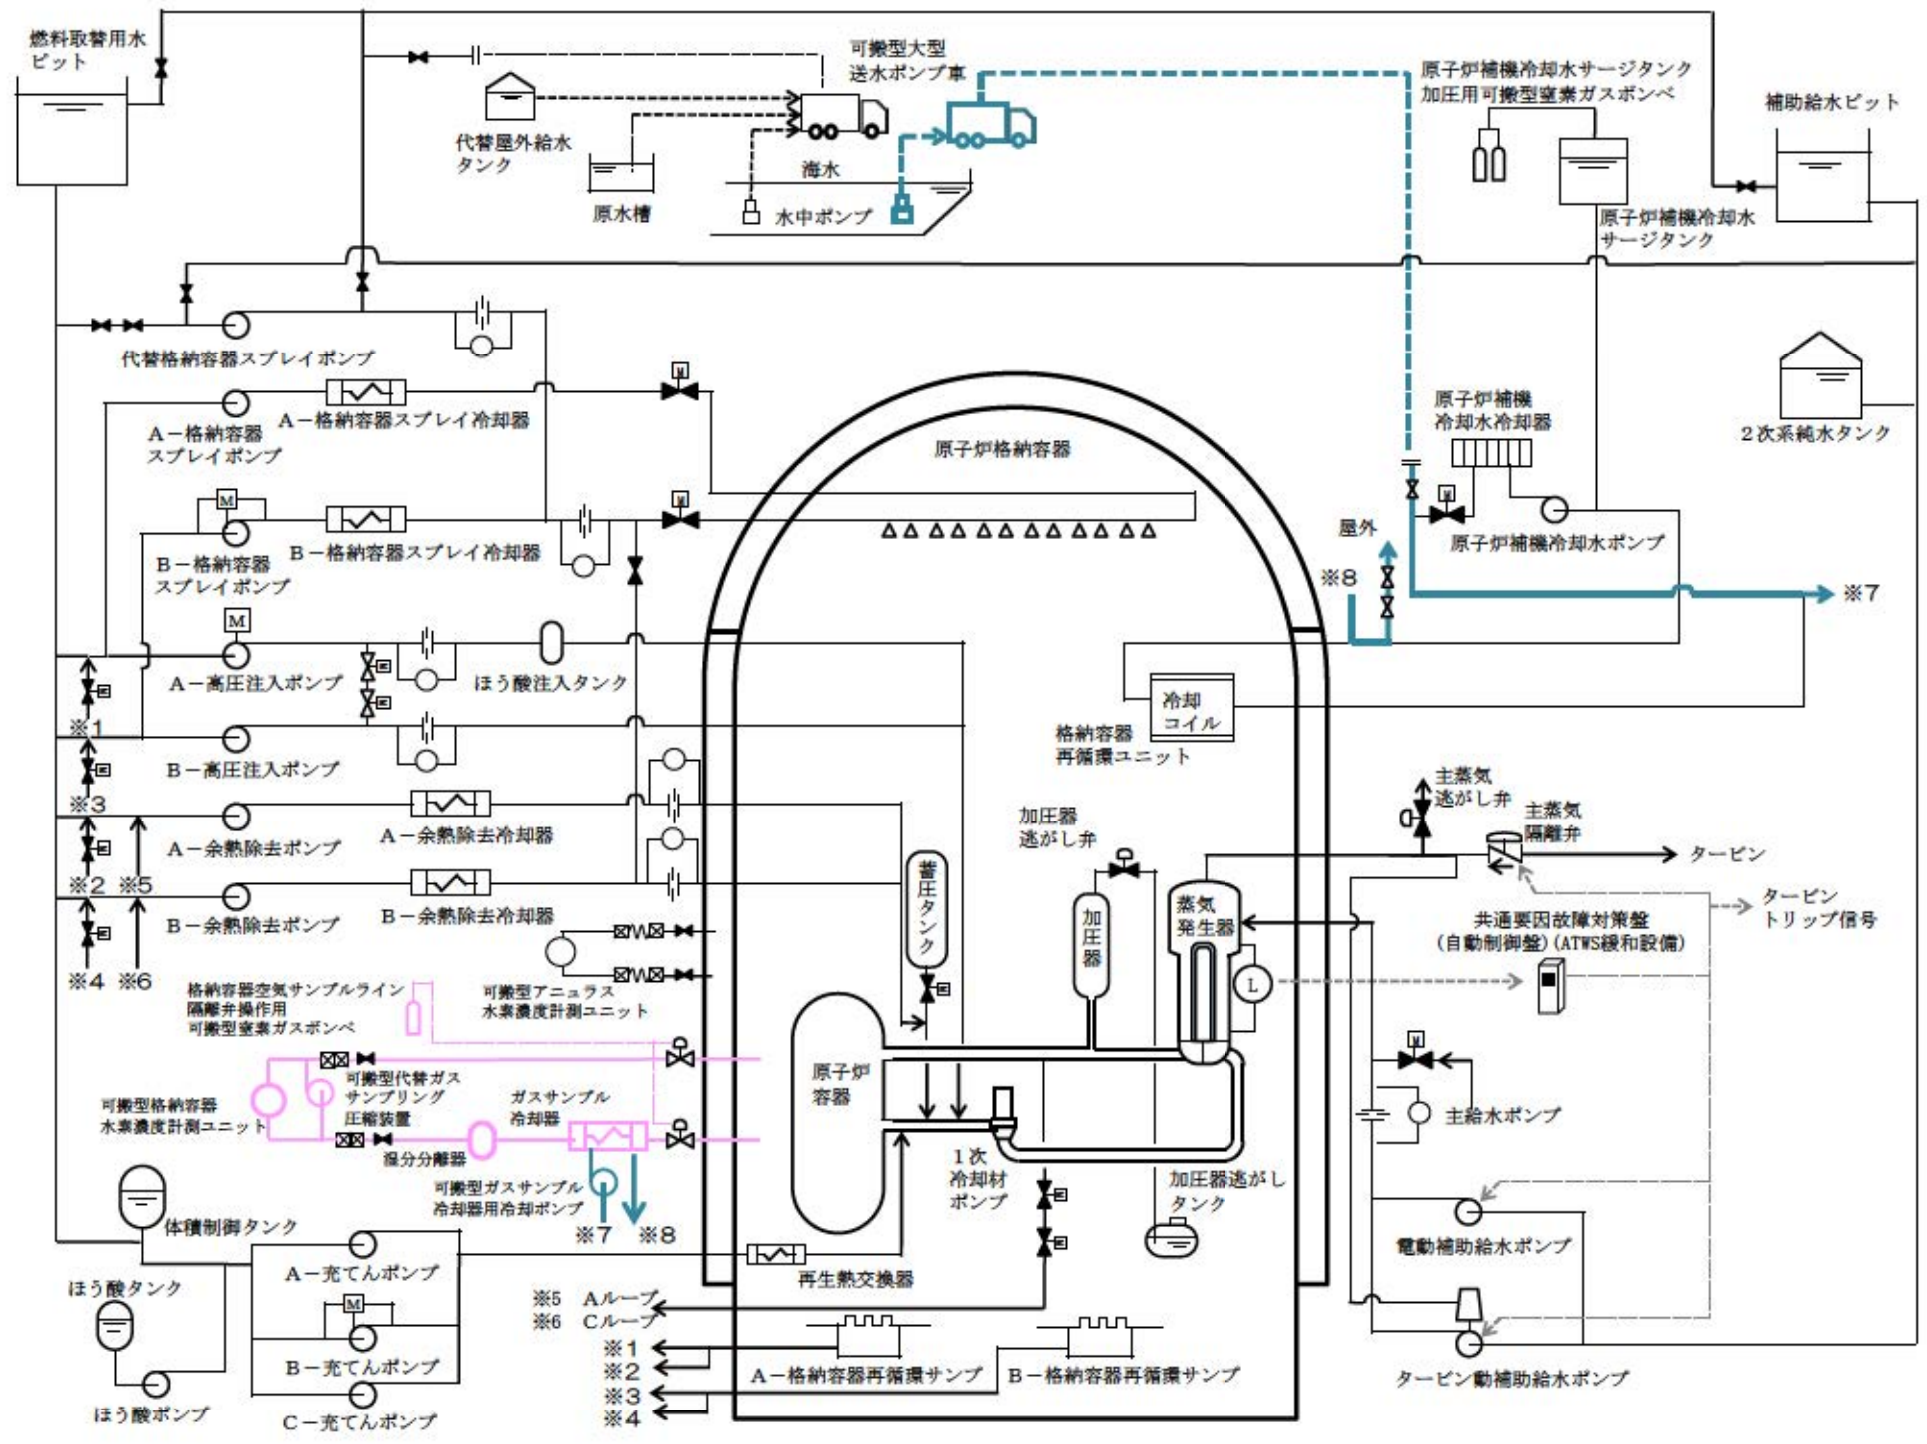 燃料取替用水
ピット
可搬型大型
送水ポンプ車
代替屋外給水
タンク
原水槽
海水
水中ポンプ
原子炉補機冷却水サージタンク
加圧用可搬型窒素ガスボンベ
補助給水ピット
原子炉補機冷却水
サージタンク
代替格納容器スプレイポンプ
A-格納容器スプレイ冷却器
M
A-格納容器
スプレイポンプ
原子炉格納容器
原子炉補機
冷却水冷却器
2次系純水タンク
M
M
B-格納容器スプレイ冷却器
B-格納容器
スプレイポンプ
M
屋外
原子炉補機冷却水ポンプ
※8
※7
M
A-高圧注入ポンプ
ほう酸注入タンク
M
M
M
※1
冷却
コイル
格納容器
再循環ユニット
B-高圧注入ポンプ
M
※3
主蒸気
逃がし弁
主蒸気
隔離弁
タービン
加圧器
逃がし弁
A-余熱除去冷却器
A-余熱除去ポンプ
M
※2
※5
蓄圧タンク
加圧器
蒸気
発生器
タービン
トリップ信号
B-余熱除去冷却器
B-余熱除去ポンプ
M
※4
※6
共通要因故障対策盤
(自動制御盤)(ATWS緩和設備)
L
M
格納容器空気サンプルライン
隔離弁操作用
可搬型窒素ガスボンベ
可搬型アニュラス
水素濃度計測ユニット
M
原子炉
容器
可搬型代替ガス
サンプリング
圧縮装置
ガスサンプル
冷却器
可搬型格納容器
水素濃度計測ユニット
湿分分離器
主給水ポンプ
1次
冷却材
ポンプ
加圧器逃がし
タンク
M
M
可搬型ガスサンプル
冷却器用冷却ポンプ
※7
※8
体積制御タンク
電動補助給水ポンプ
A-充てんポンプ
再生熱交換器
ほう酸タンク
※5 Aループ
※6 Cループ
M
※1
※2
B-充てんポンプ
A-格納容器再循環サンプ
B-格納容器再循環サンプ
タービン動補助給水ポンプ
※3
※4
ほう酸ポンプ
C-充てんポンプ